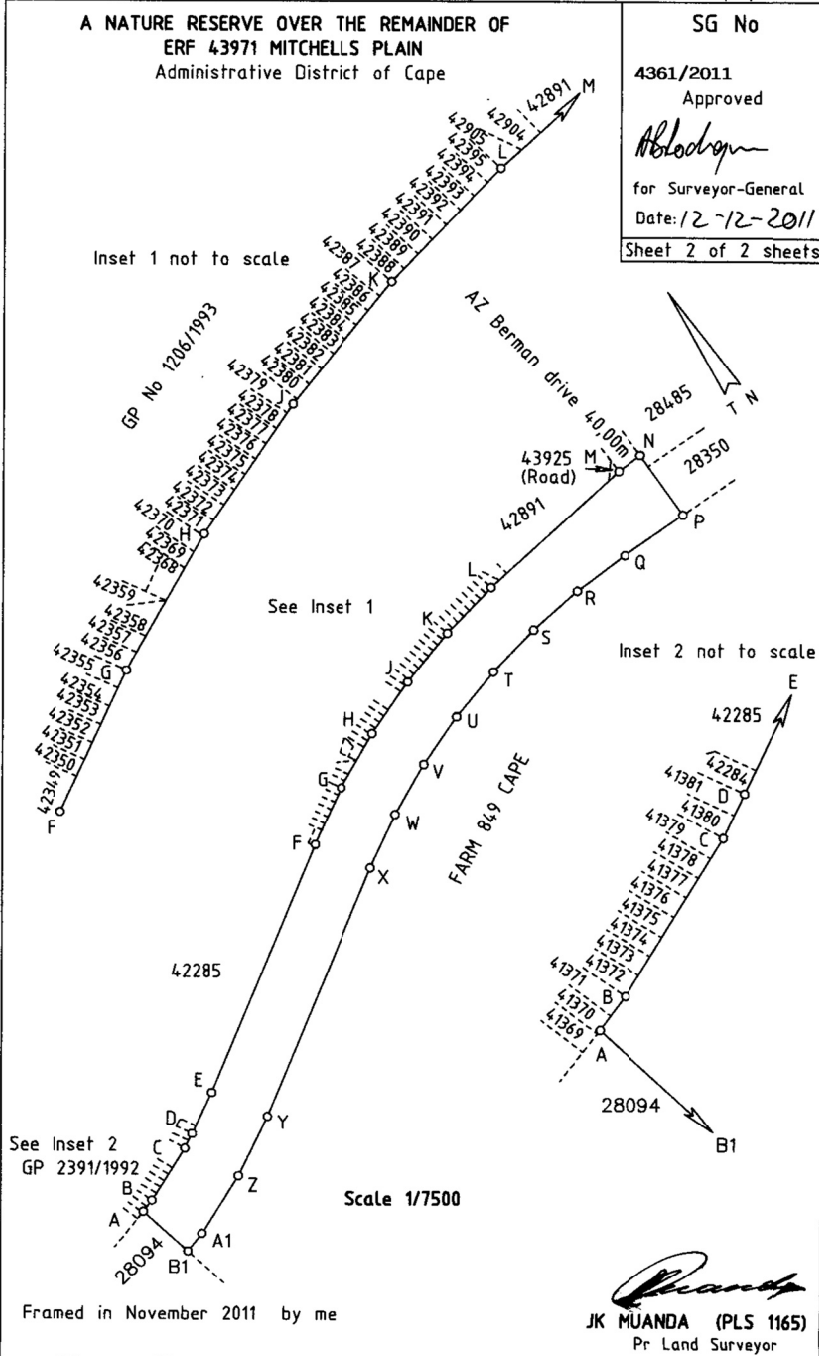 A NATURE RESERVE OVER THE REMAINDER OF
ERF 43971 MITCHELLS PLAIN
Administrative District of Cape
SG No
4361/2011
Approved
for Surveyor-General
Date: 12-12-2011
Sheet 2 of 2 sheets
Inset 1 not to scale
GP No 1206/1993
M
42891
42904
42905
L
42395
42394
42393
42392
42391
42390
42389
42388
42387
K
42386
42385
42384
42383
42382
42381
42380
42379
J
42378
42377
42376
42375
42374
42373
42372
42371
42370
H
42369
42368
42359
42358
42357
42356
42355
G
42354
42353
42352
42351
42350
42349
F
AZ Berman drive 40,00m
T N
28485
N
43925 M
(Road)
28350
42891
P
Q
L
R
See Inset 1
K
S
J
T
H
U
G
V
F
W
X
FARM 849 CAPE
42285
E
D
Y
C
See Inset 2
GP 2391/1992
B
Z
A
A1
28094
B1
Scale 1/7500
Inset 2 not to scale
E
42285
42284
41381
D
41380
41379
C
41378
41377
41376
41375
41374
41373
41372
41371
B
41370
41369
A
28094
B1
Framed in November 2011 by me
JK MUANDA (PLS 1165)
Pr Land Surveyor